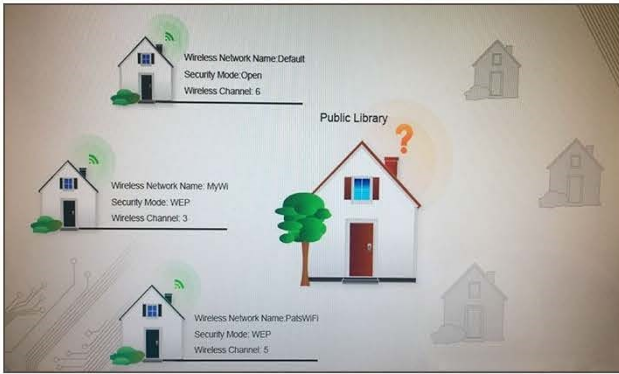 Wireless Network Name:Default
Security Mode:Open
Wireless Channel: 6
Public Library
?
Wireless Network Name: MyWi
Security Mode: WEP
Wireless Channel: 3
Wireless Network Name:PatsWiFi
Security Mode: WEP
Wireless Channel: 5